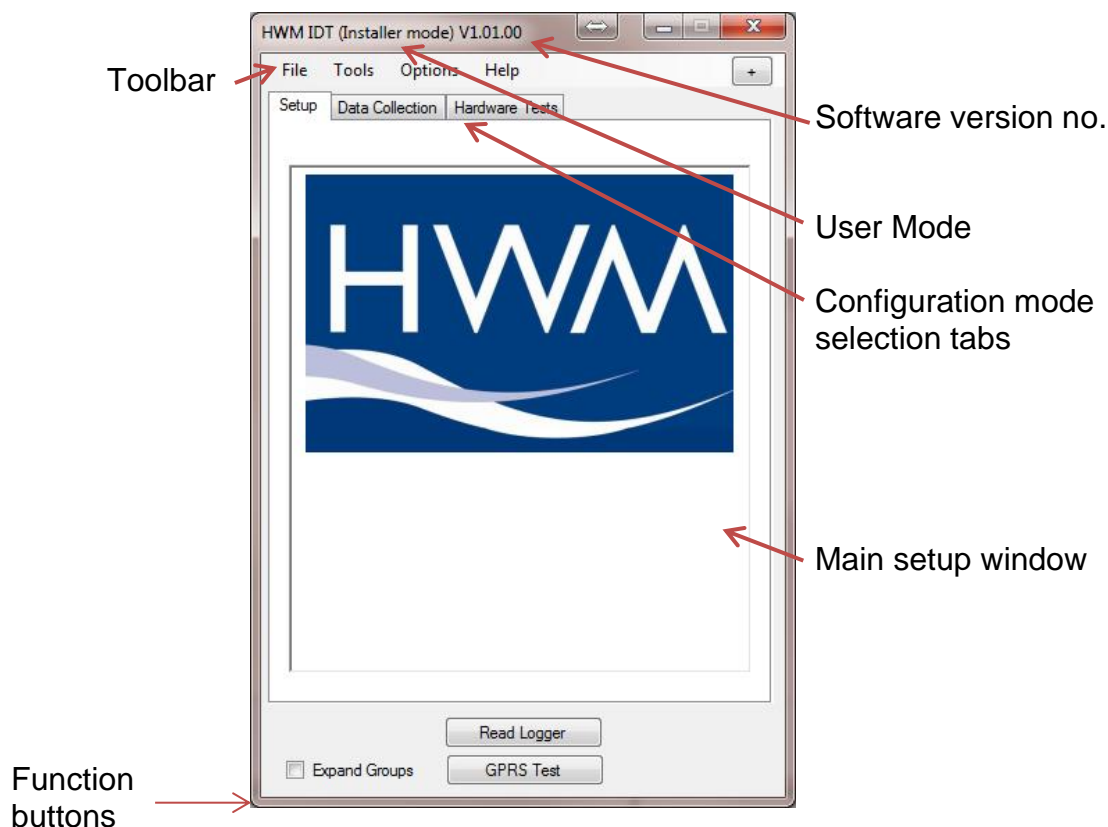 HWM IDT (Installer mode) V1.01.00
Toolbar
File Tools Options Help +
Setup Data Collection Hardware Tests
Software version no.
User Mode
Configuration mode
selection tabs
HWM
Main setup window
Read Logger
Expand Groups GPRS Test
Function
buttons